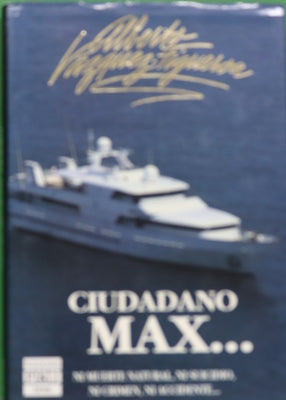 Alberto
Vázquez-Figueroa
CIUDADANO
MAX...
NI MUERTE NATURAL, NI SUICIDIO,
NI CRIMEN, NI ACCIDENTE...